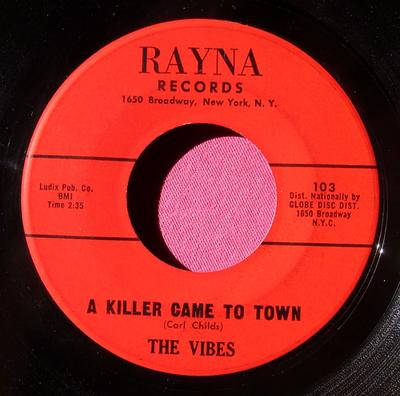 RAYNA
RECORDS
1650 Broadway, New York, N. Y.
Ludix Pub. Co.
BMI
Time 2:35
103
Dist. Nationally by
GLOBE DISC DIST.
1650 Broadway
N.Y.C.
A KILLER CAME TO TOWN
(Carl Childs)
THE VIBES